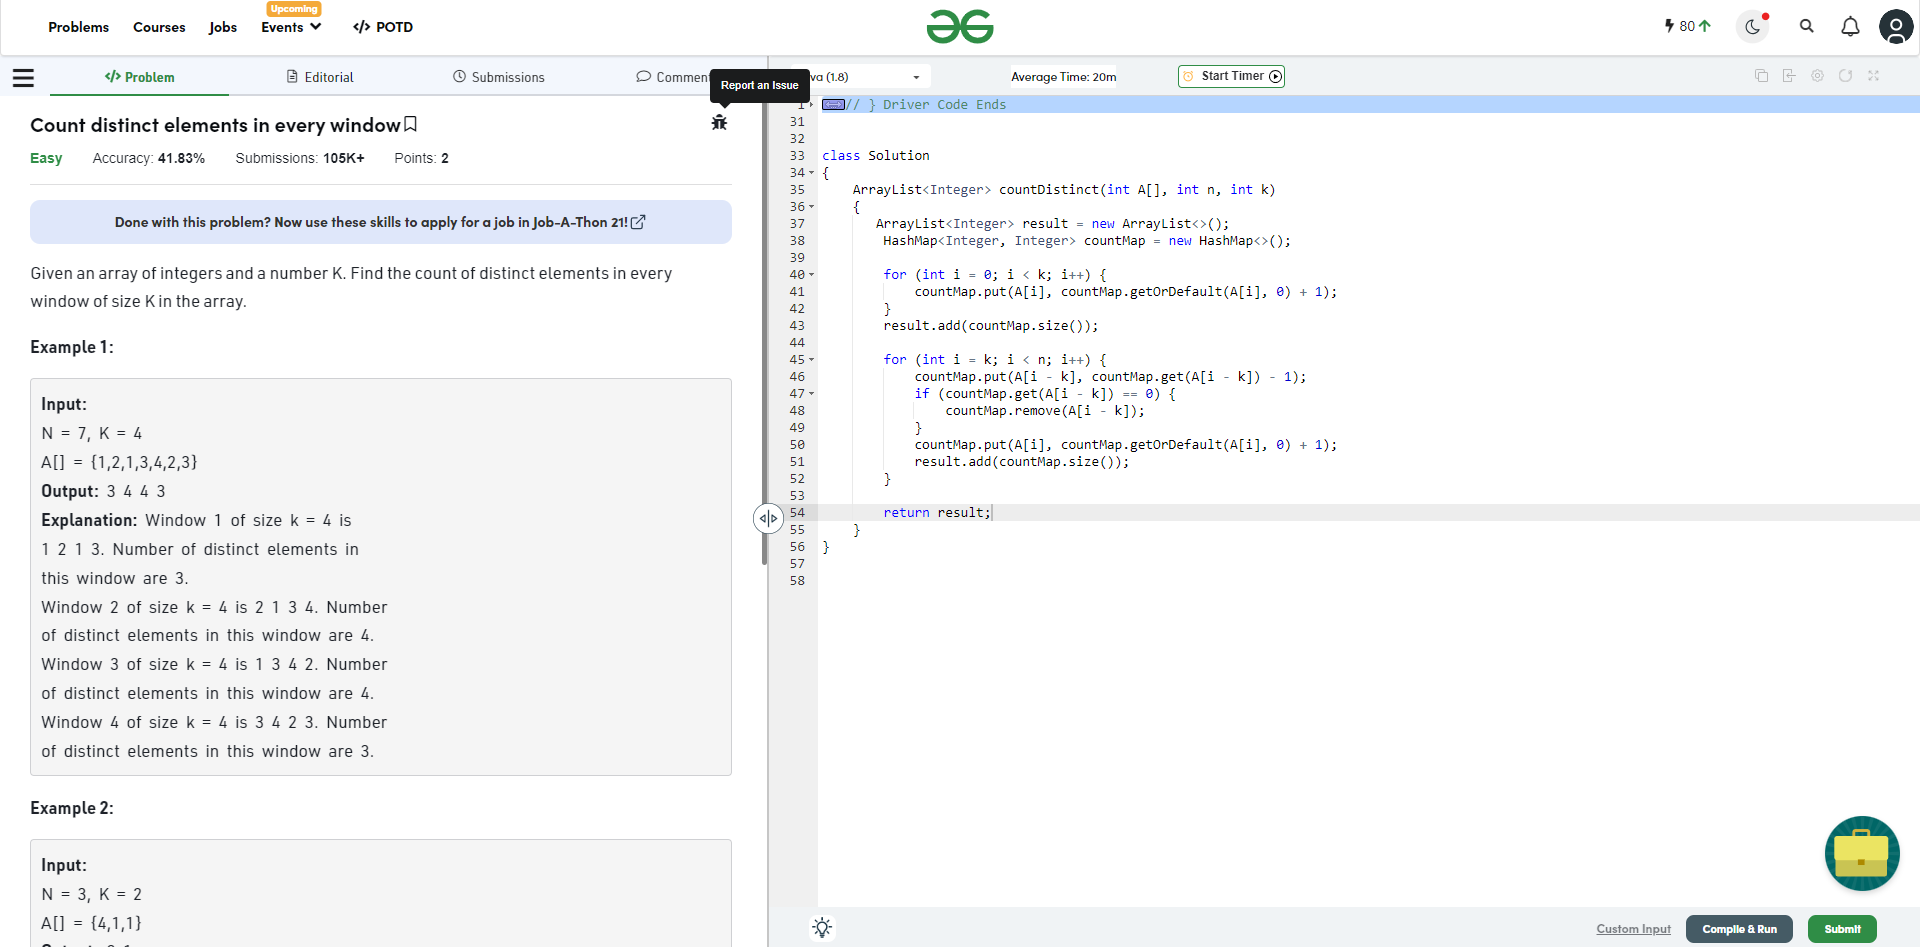 Problems
Courses
Jobs
Upcoming
Events
</> POTD
80
</> Problem
Editorial
Submissions
Report an Issue
(1.8)
Average Time: 20m
Start Timer
Count distinct elements in every window
Easy
Accuracy: 41.83%
Submissions: 105K+
Points: 2
Done with this problem? Now use these skills to apply for a job in Job-A-Thon 21!
Given an array of integers and a number K. Find the count of distinct elements in every
window of size K in the array.
Example 1:
Input:
N = 7, K = 4
A[] = {1,2,1,3,4,2,3}
Output: 3 4 4 3
Explanation: Window 1 of size k = 4 is
1 2 1 3. Number of distinct elements in
this window are 3.
Window 2 of size k = 4 is 2 1 3 4. Number
of distinct elements in this window are 4.
Window 3 of size k = 4 is 1 3 4 2. Number
of distinct elements in this window are 4.
Window 4 of size k = 4 is 3 4 2 3. Number
of distinct elements in this window are 3.
Example 2:
Input:
N = 3, K = 2
A[] = {4,1,1}
1 // } Driver Code Ends
31
32
33 class Solution
34 {
35 ArrayList<Integer> countDistinct(int A[], int n, int k)
36 {
37 ArrayList<Integer> result = new ArrayList<>();
38 HashMap<Integer, Integer> countMap = new HashMap<>();
39
40 for (int i = 0; i < k; i++) {
41 countMap.put(A[i], countMap.getOrDefault(A[i], 0) + 1);
42 }
43 result.add(countMap.size());
44
45 for (int i = k; i < n; i++) {
46 countMap.put(A[i - k], countMap.get(A[i - k]) - 1);
47 if (countMap.get(A[i - k]) == 0) {
48 countMap.remove(A[i - k]);
49 }
50 countMap.put(A[i], countMap.getOrDefault(A[i], 0) + 1);
51 result.add(countMap.size());
52 }
53
54 return result;
55 }
56 }
57
58
Custom Input
Compile & Run
Submit